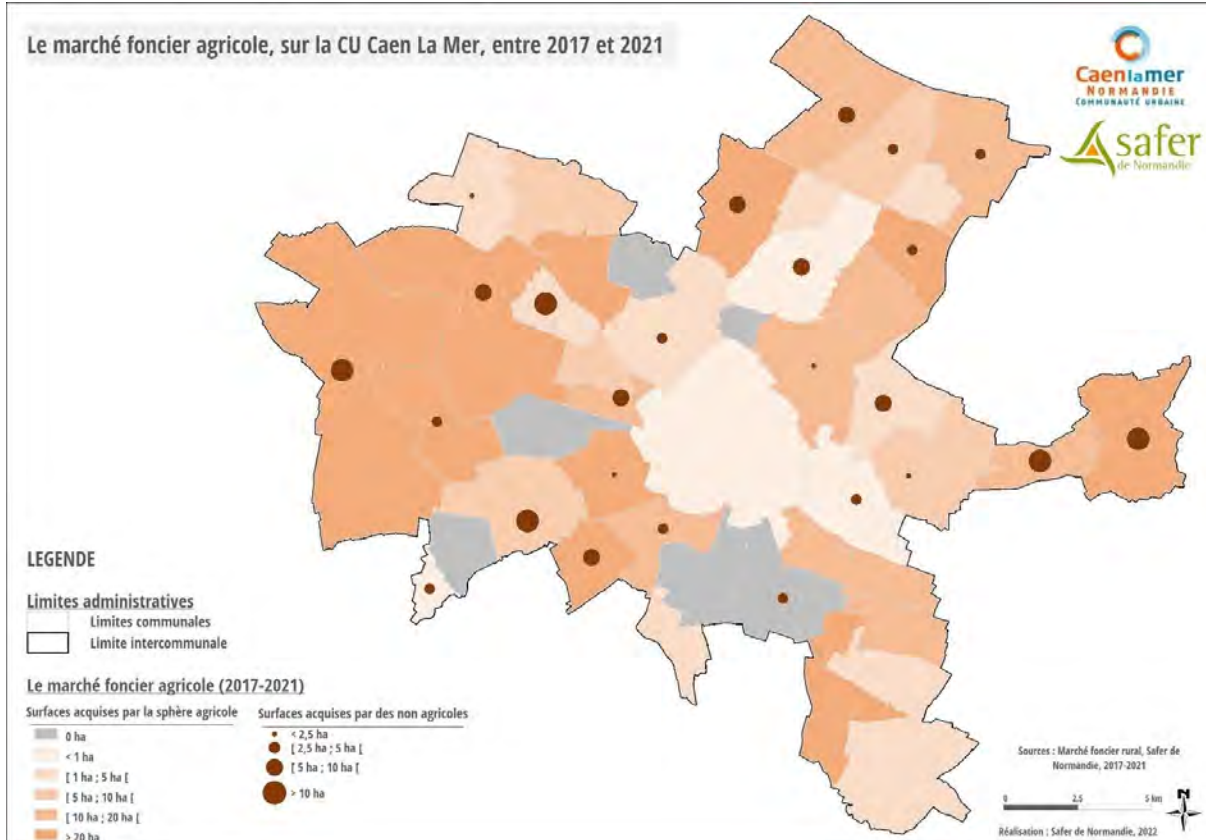 Le marché foncier agricole, sur la CU Caen La Mer, entre 2017 et 2021
Caenlamer
NORMANDIE
COMMUNAUTÉ URBAINE
safer
de Normandie
LEGENDE
Limites administratives
Limites communales
Limite intercommunale
Le marché foncier agricole (2017-2021)
Surfaces acquises par la sphère agricole
0 ha
< 1 ha
[ 1 ha ; 5 ha [
[ 5 ha ; 10 ha [
[ 10 ha ; 20 ha [
> 20 ha
Surfaces acquises par des non agricoles
< 2,5 ha
[ 2,5 ha ; 5 ha [
[ 5 ha ; 10 ha [
> 10 ha
Sources : Marché foncier rural, Safer de
Normandie, 2017-2021
0 2,5 5 km
N
Réalisation : Safer de Normandie, 2022